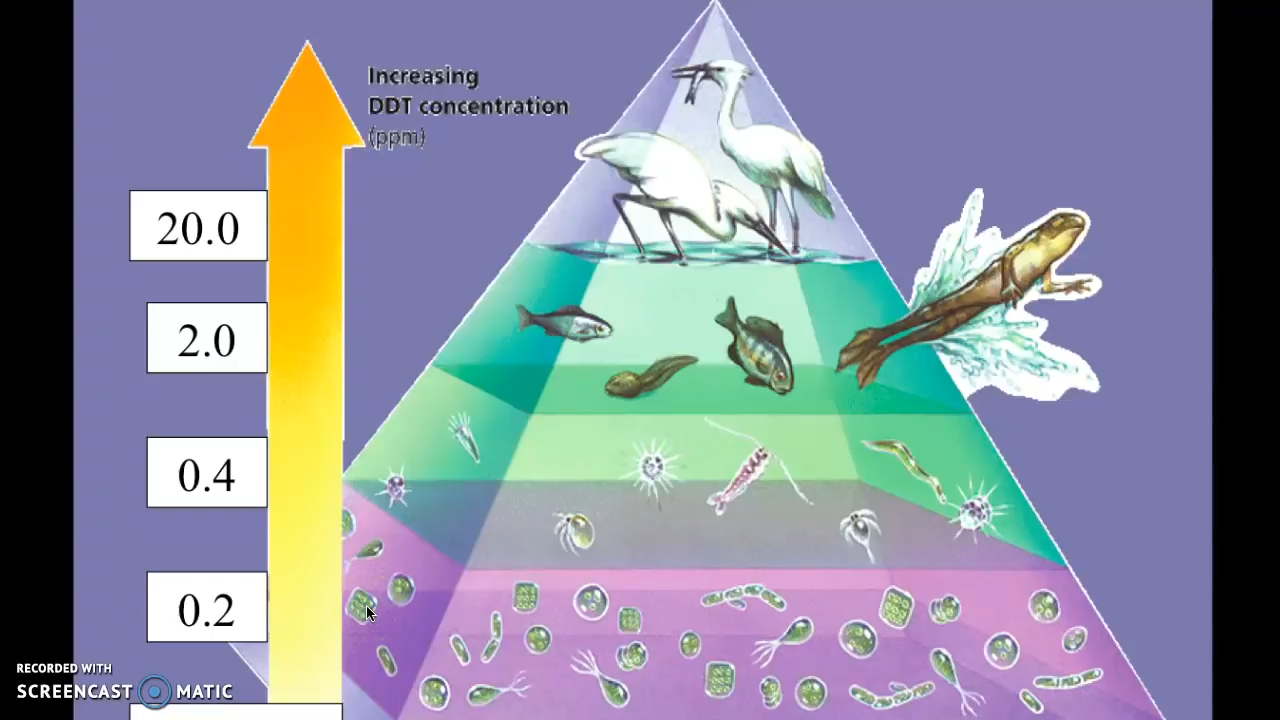 Increasing
DDT concentration
(ppm)
20.0
2.0
0.4
0.2
RECORDED WITH
SCREENCAST MATIC